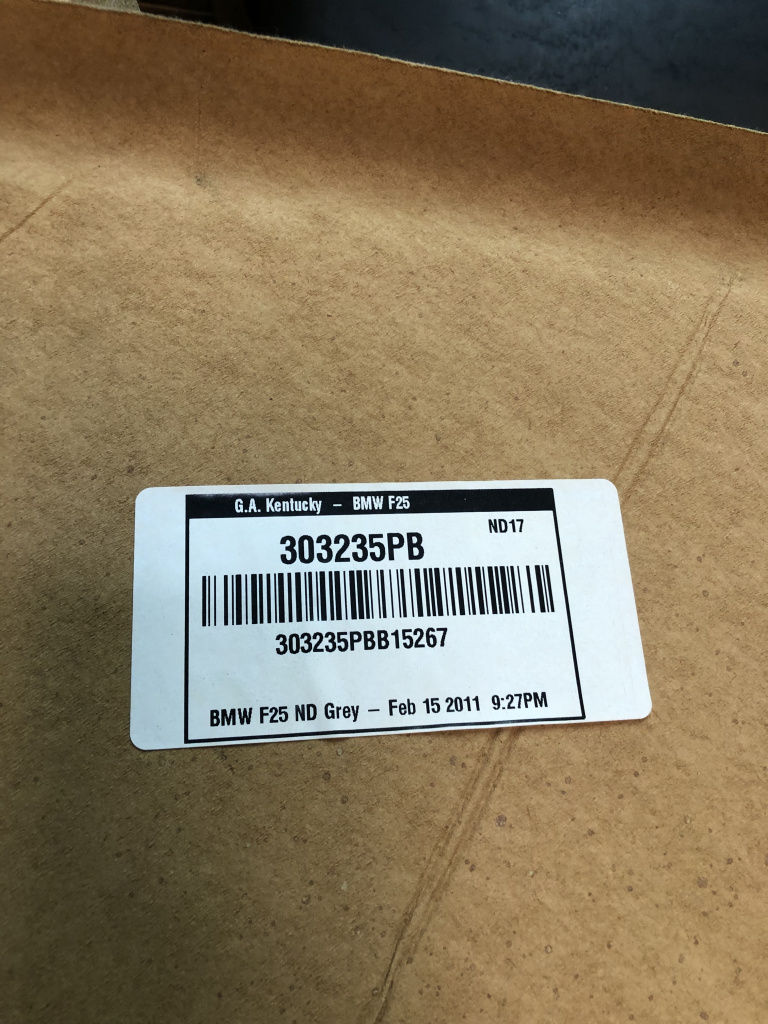 G.A. Kentucky – BMW F25
ND17
303235PB
303235PBB15267
BMW F25 ND Grey – Feb 15 2011 9:27PM